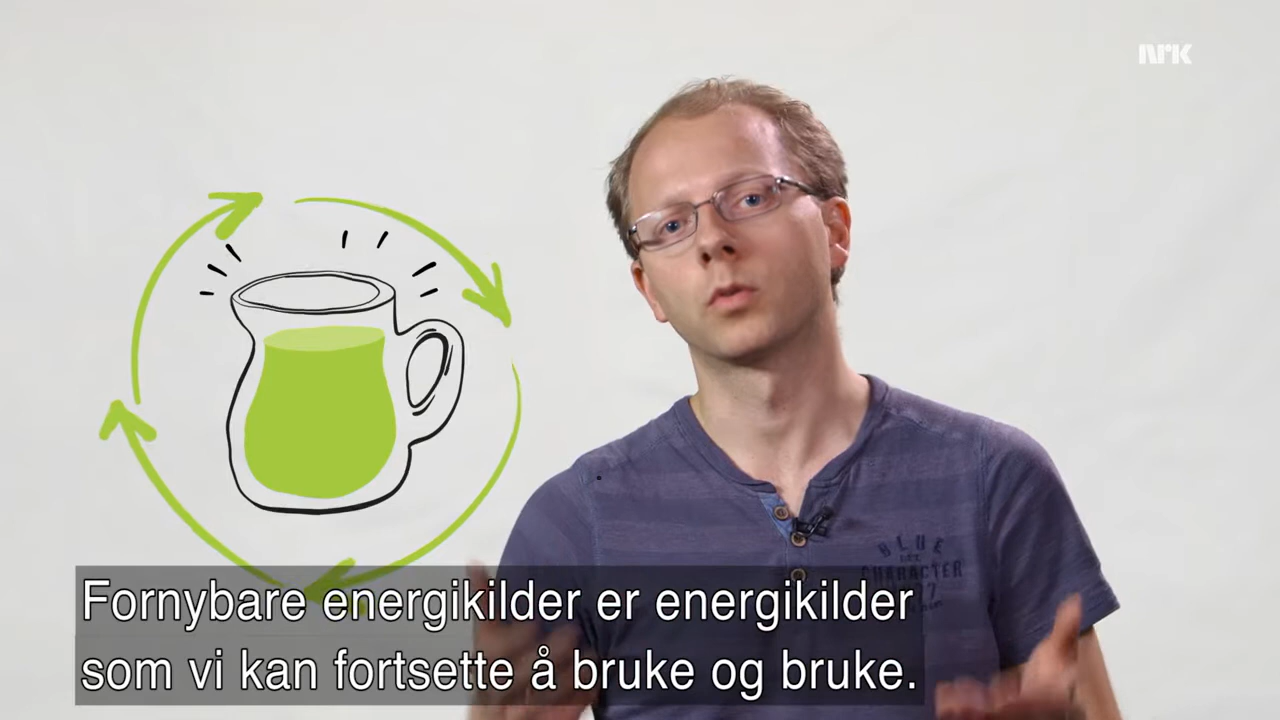 NRK
BLUE
CHARACTER
Fornybare energikilder er energikilder
som vi kan fortsette å bruke og bruke.